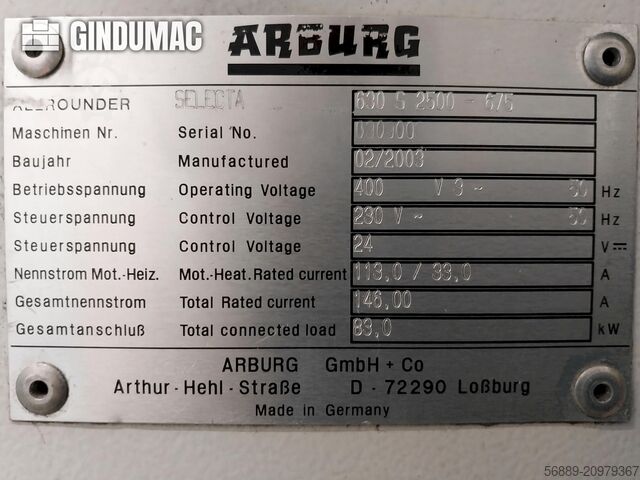 GINDUMAC
ARBURG
ALLROUNDER SELECTA 630 S 2500 - 675
Maschinen Nr. Serial No.
Baujahr Manufactured 02/2003
Betriebsspannung Operating Voltage 400 V 3 ~ 50 Hz
Steuerspannung Control Voltage 230 V ~ 50 Hz
Steuerspannung Control Voltage 24 V⎓
Nennstrom Mot.-Heiz. Mot.-Heat. Rated current 113,0 / 33,0 A
Gesamtnennstrom Total Rated current 146,00 A
Gesamtanschluß Total connected load 83,0 kW
ARBURG GmbH + Co
Arthur - Hehl - Straße D - 72290 Loßburg
Made in Germany
56889-20979367